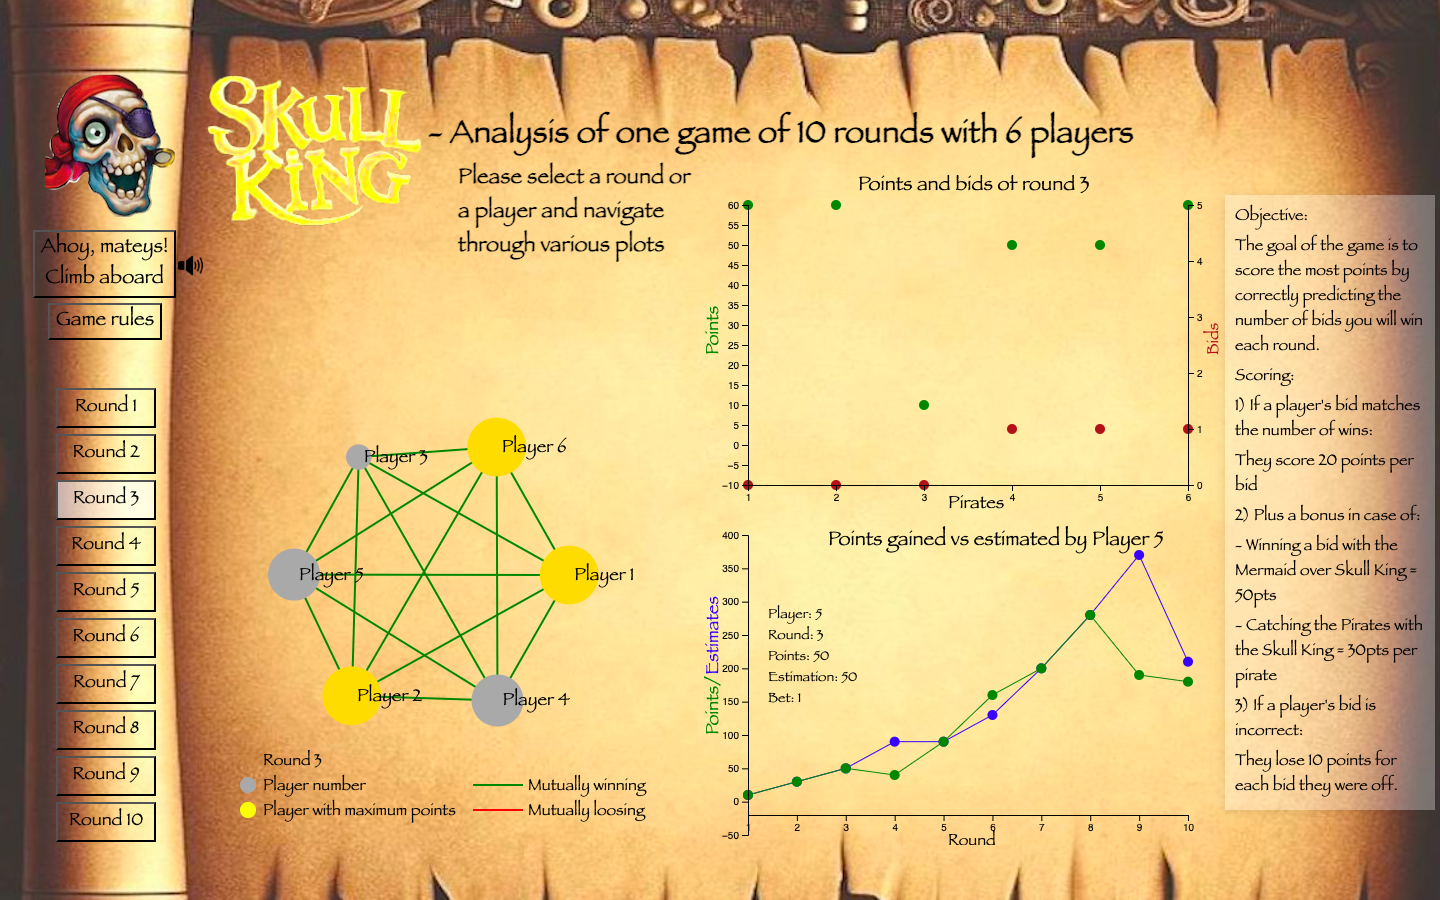 SKULL
KING
- Analysis of one game of 10 rounds with 6 players
Please select a round or
a player and navigate
through various plots
Ahoy, mateys!
Climb aboard
Game rules
Round 1
Round 2
Round 3
Round 4
Round 5
Round 6
Round 7
Round 8
Round 9
Round 10
Player 3
Player 6
Player 5
Player 1
Player 2
Player 4
Round 3
Player number
Player with maximum points
Mutually winning
Mutually loosing
Points and bids of round 3
60
55
50
45
40
35
30
25
20
15
10
5
0
−5
−10
Points
5
4
3
2
1
0
Bids
1 2 3 4 5 6
Pirates
Points gained vs estimated by Player 5
400
350
300
250
200
150
100
50
0
−50
Points/ Estimates
Player: 5
Round: 3
Points: 50
Estimation: 50
Bet: 1
1 2 3 4 5 6 7 8 9 10
Round
Objective:
The goal of the game is to
score the most points by
correctly predicting the
number of bids you will win
each round.
Scoring:
1) If a player's bid matches
the number of wins:
They score 20 points per
bid
2) Plus a bonus in case of:
- Winning a bid with the
Mermaid over Skull King =
50pts
- Catching the Pirates with
the Skull King = 30pts per
pirate
3) If a player's bid is
incorrect:
They lose 10 points for
each bid they were off.